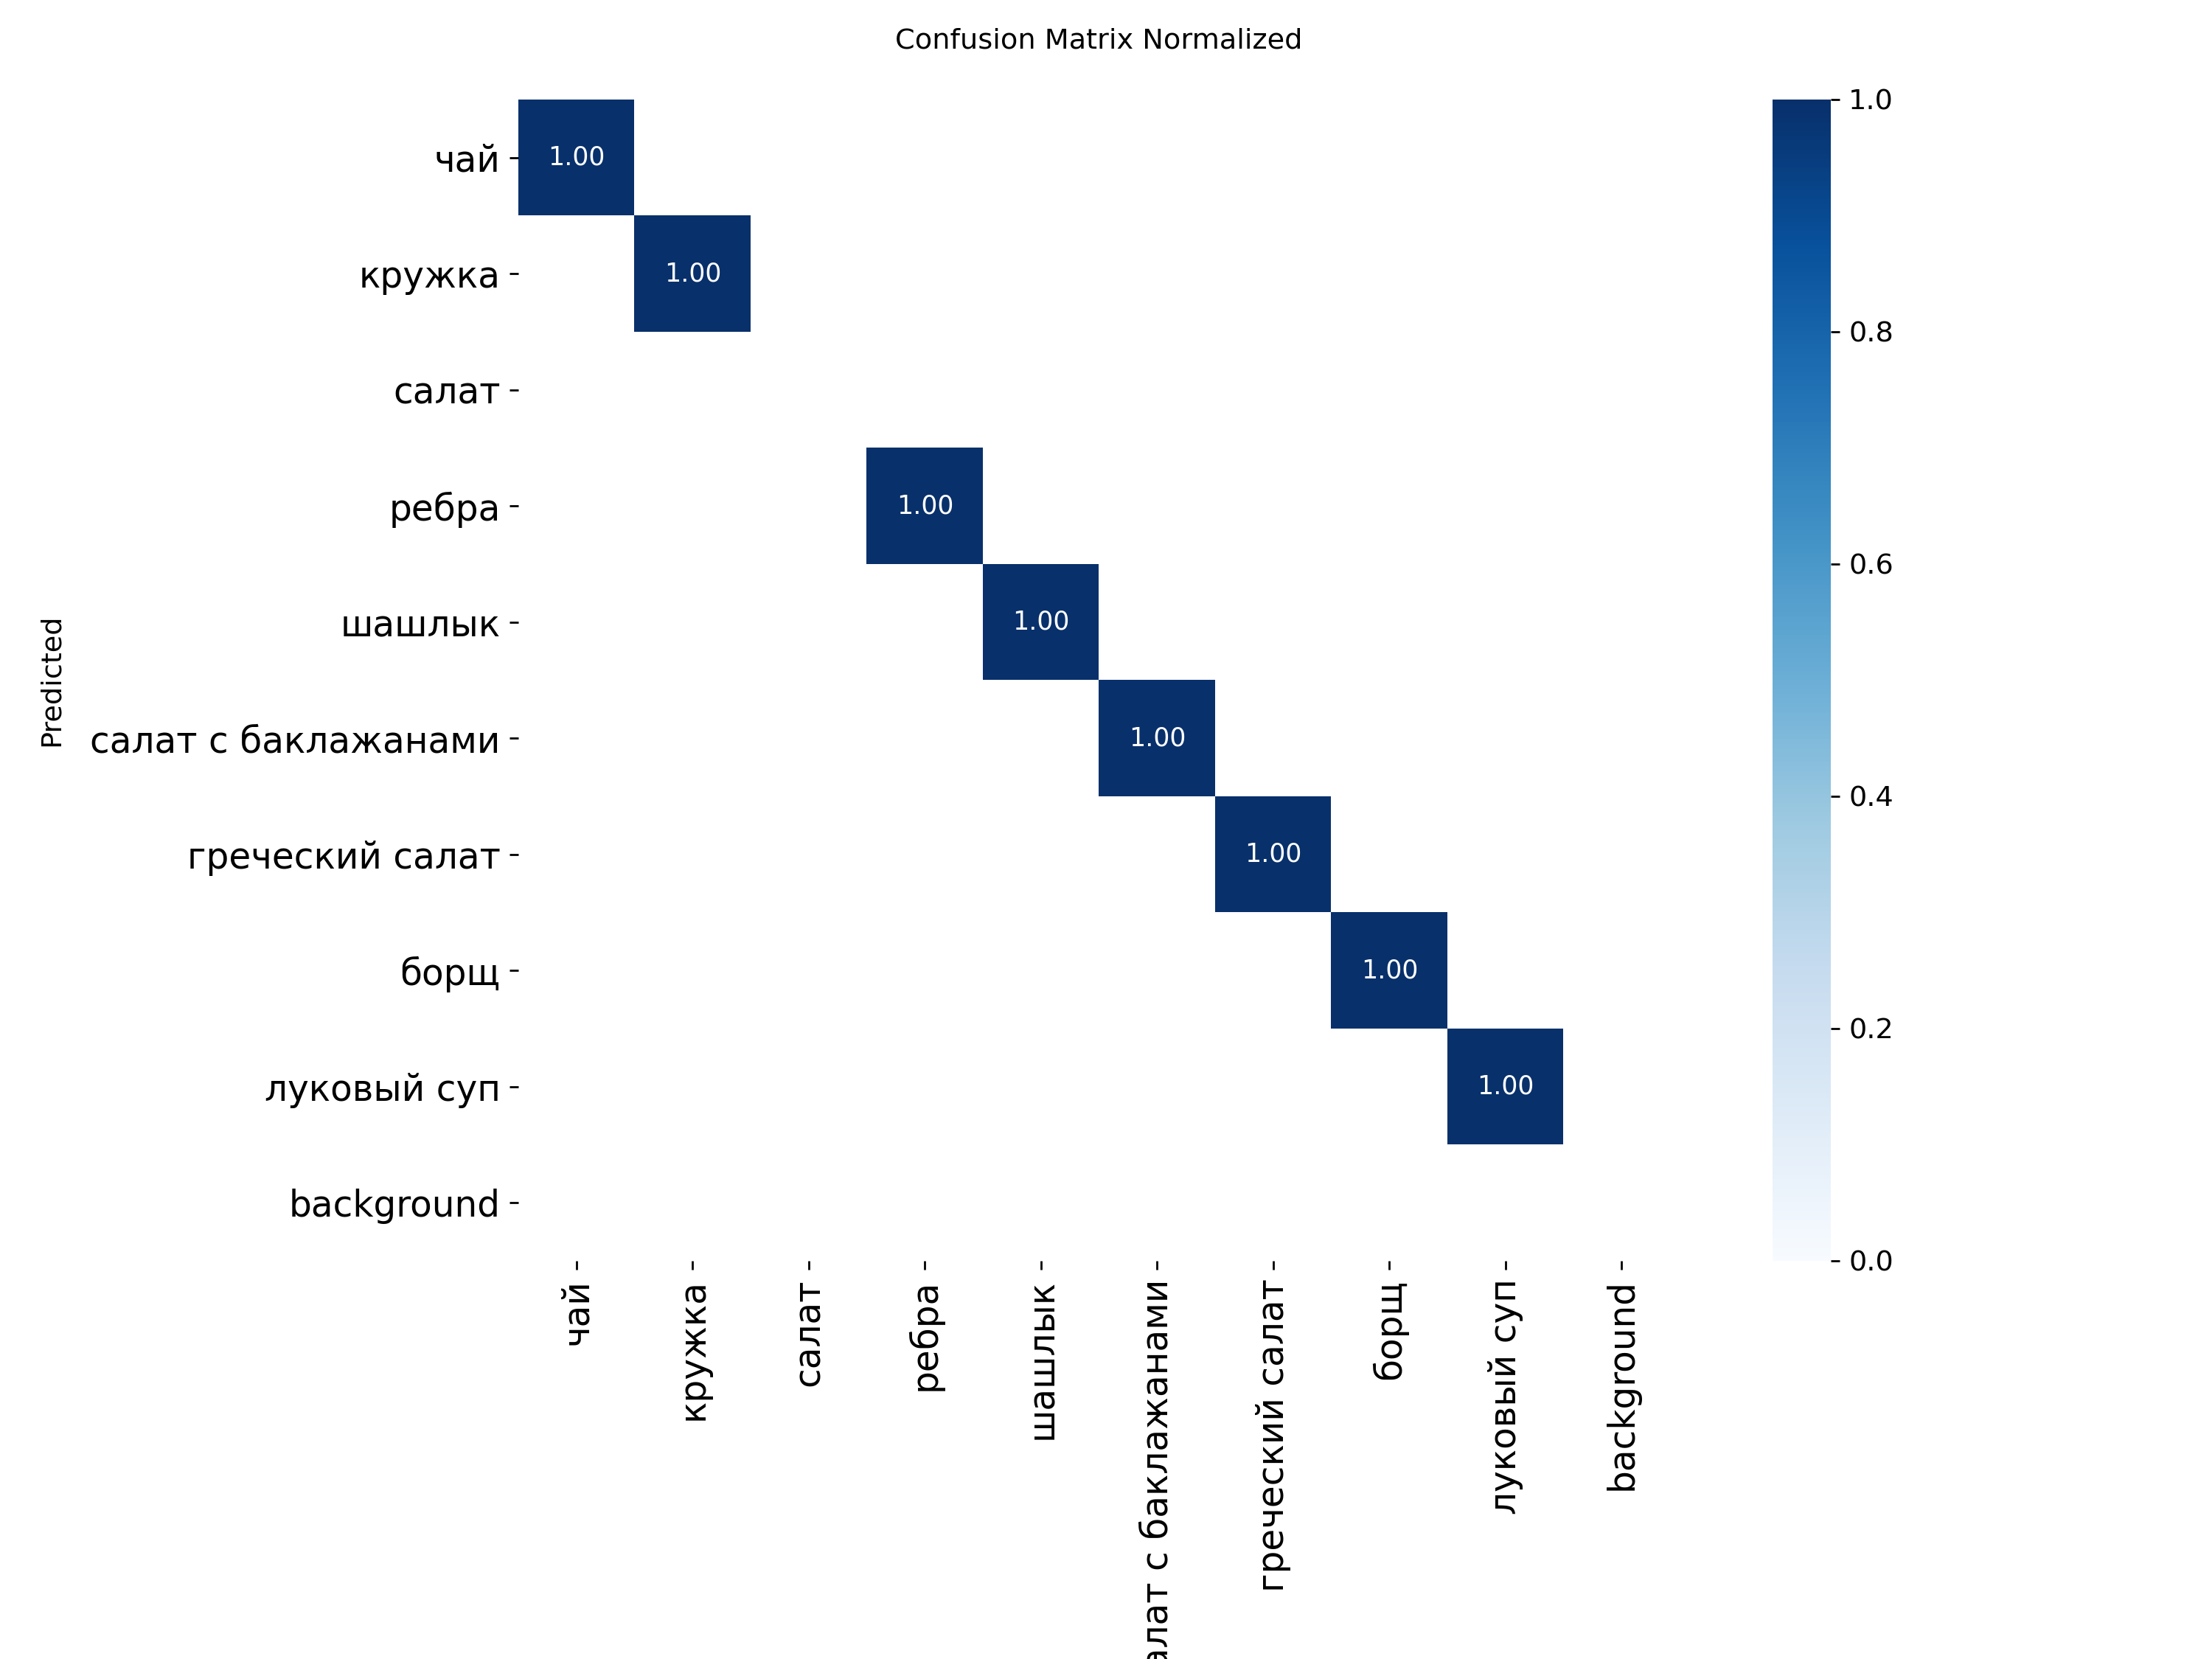 Confusion Matrix Normalized
чай
1.00
1.0
кружка
1.00
0.8
салат
ребра
1.00
0.6
шашлык
1.00
Predicted
салат с баклажанами
1.00
0.4
греческий салат
1.00
борщ
1.00
0.2
луковый суп
1.00
background
0.0
чай
кружка
салат
ребра
шашлык
алат с баклажанами
греческий салат
борщ
луковый суп
background